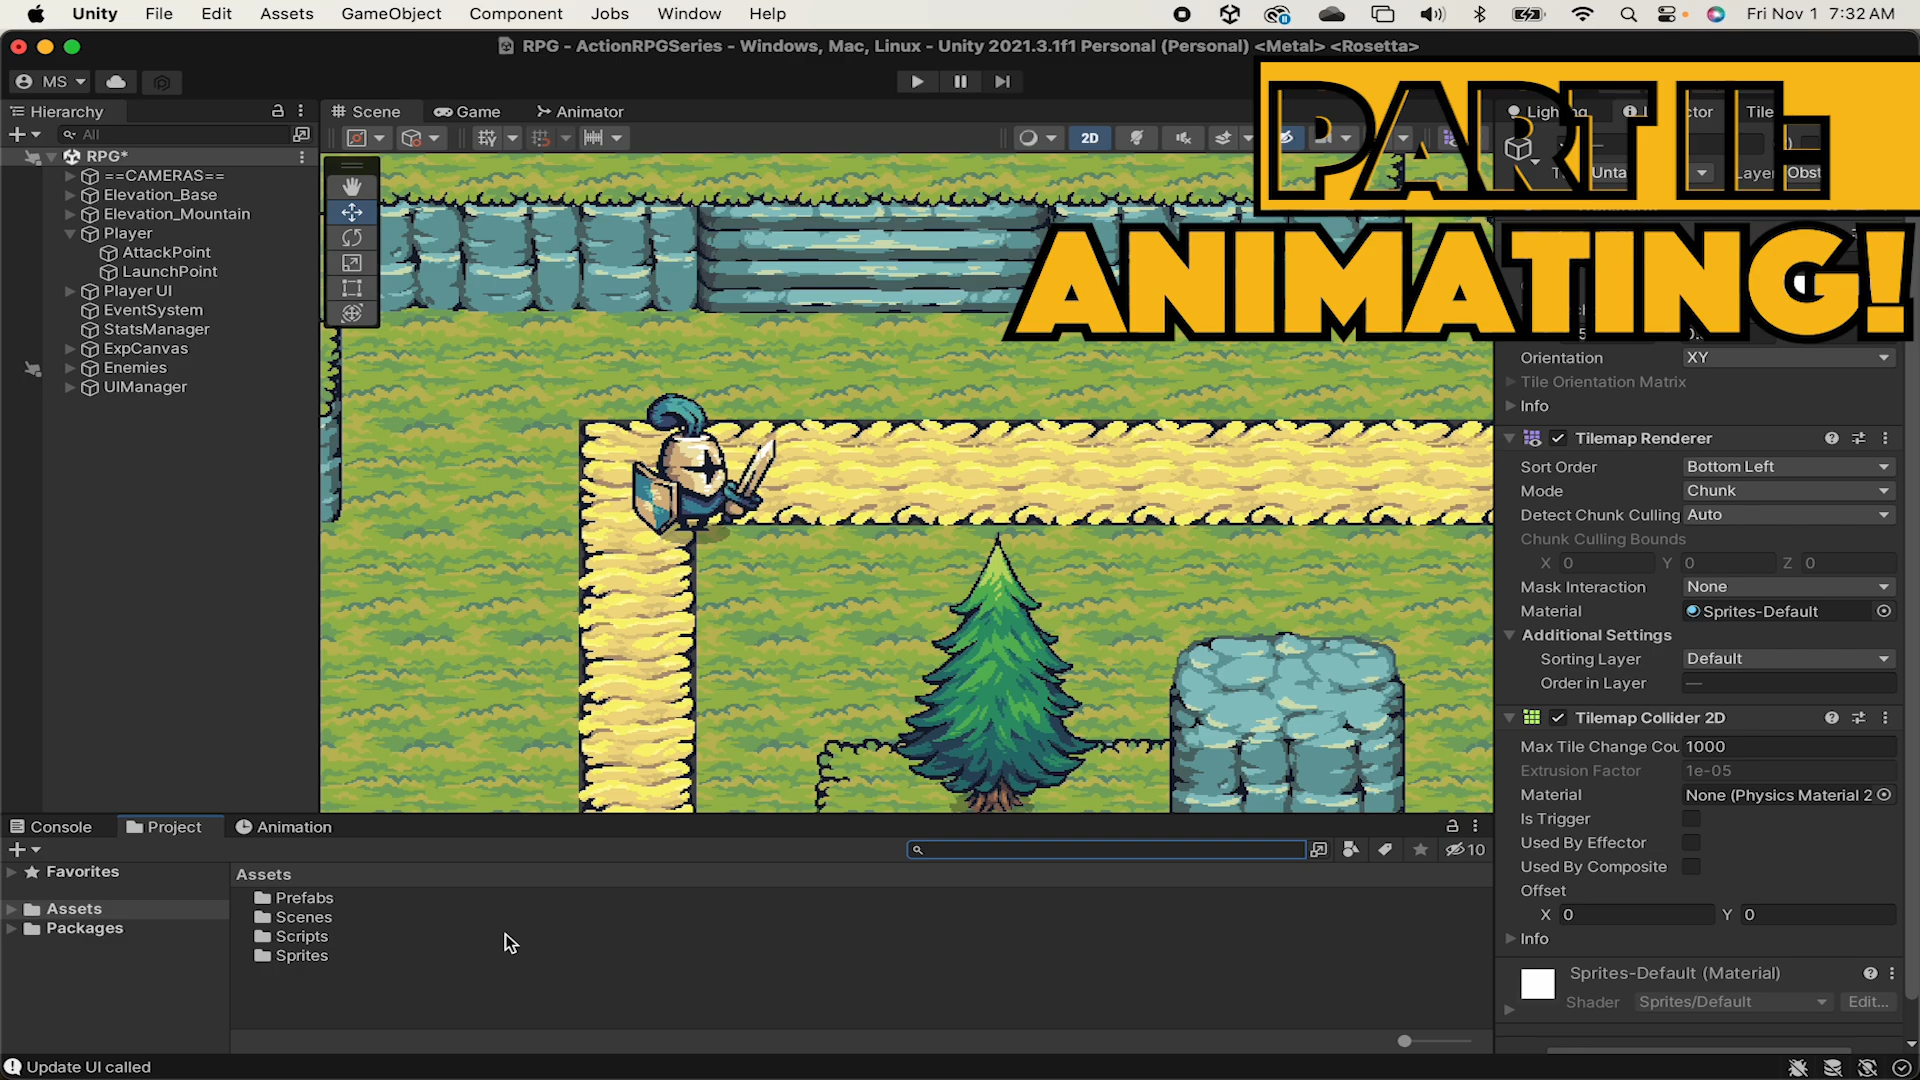 Unity File Edit Assets GameObject Component Jobs Window Help
Fri Nov 1 7:32 AM
RPG - ActionRPGSeries - Windows, Mac, Linux - Unity 2021.3.1f1 Personal (Personal) <Metal> <Rosetta>
MS
PART II:
ANIMATING!
Hierarchy
All
RPG*
==CAMERAS==
Elevation_Base
Elevation_Mountain
Player
AttackPoint
LaunchPoint
Player UI
EventSystem
StatsManager
ExpCanvas
Enemies
UIManager
Scene Game Animator
2D
Tile
Orientation XY
Tile Orientation Matrix
Info
Tilemap Renderer
Sort Order Bottom Left
Mode Chunk
Detect Chunk Culling Auto
Chunk Culling Bounds
X 0 Y 0 Z 0
Mask Interaction None
Material Sprites-Default
Additional Settings
Sorting Layer Default
Order in Layer —
Tilemap Collider 2D
Max Tile Change Cou 1000
Extrusion Factor 1e-05
Material None (Physics Material 2
Is Trigger
Used By Effector
Used By Composite
Offset
X 0 Y 0
Info
Sprites-Default (Material)
Shader Sprites/Default Edit...
Console Project Animation
10
Favorites
Assets
Packages
Assets
Prefabs
Scenes
Scripts
Sprites
Update UI called